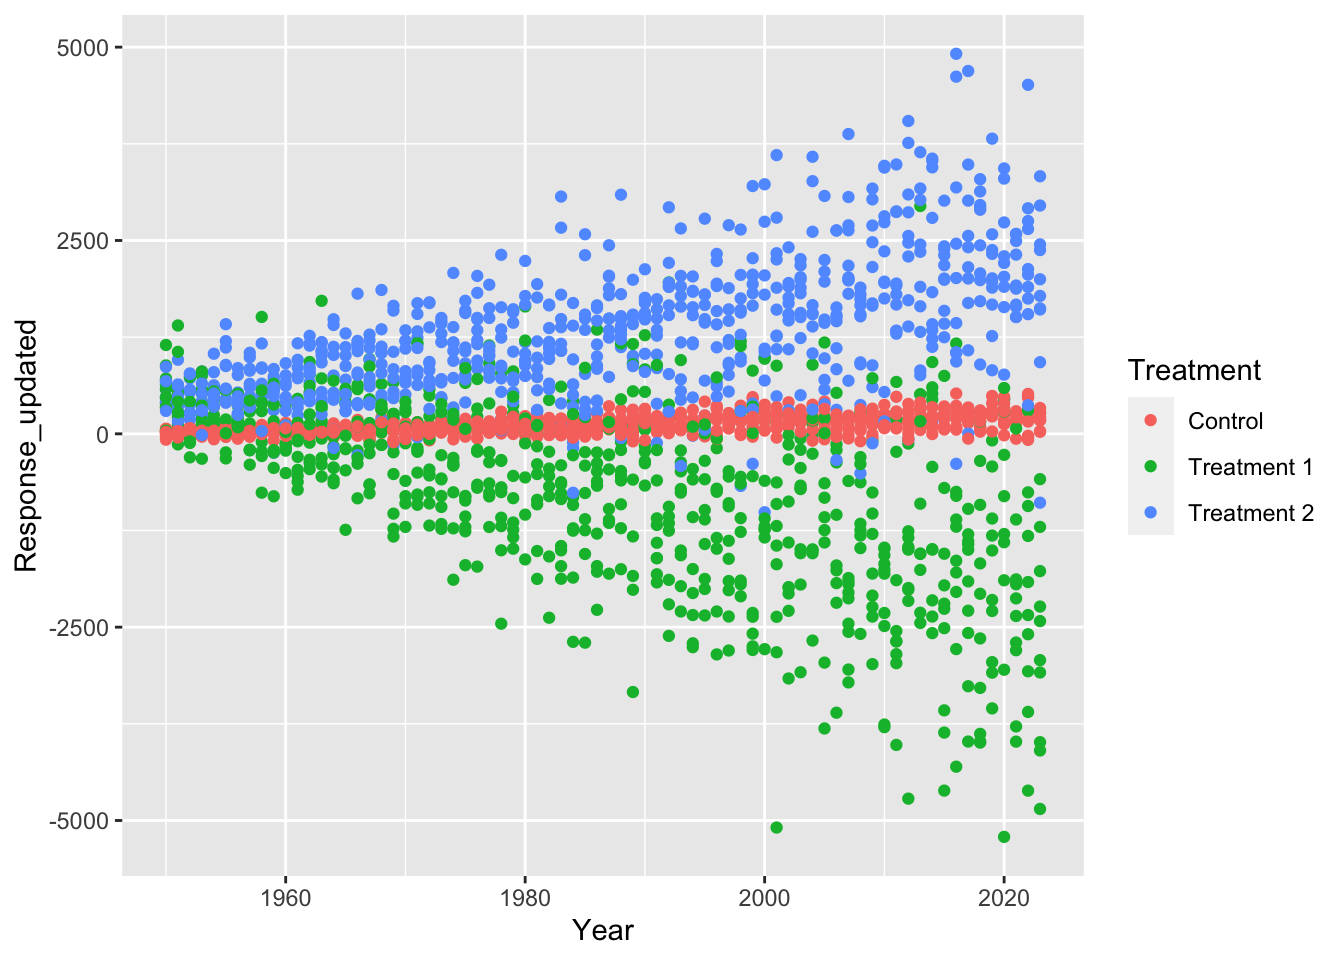 5000
2500
0
-2500
-5000
Response_updated
1960
1980
2000
2020
Year
Treatment
Control
Treatment 1
Treatment 2